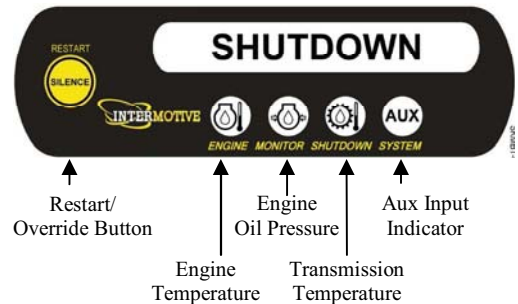 SHUTDOWN
RESTART
SILENCE
INTERMOTIVE
AUX
ENGINE MONITOR SHUTDOWN SYSTEM
Restart/
Override Button
Engine
Oil Pressure
Aux Input
Indicator
Engine
Temperature
Transmission
Temperature